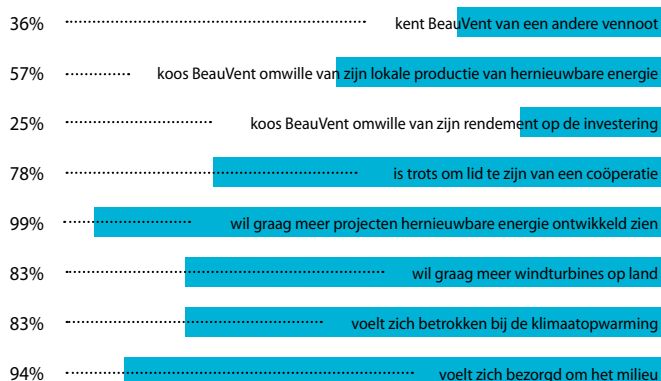 36% kent BeauVent van een andere vennoot
57% koos BeauVent omwille van zijn lokale productie van hernieuwbare energie
25% koos BeauVent omwille van zijn rendement op de investering
78% is trots om lid te zijn van een coöperatie
99% wil graag meer projecten hernieuwbare energie ontwikkeld zien
83% wil graag meer windturbines op land
83% voelt zich betrokken bij de klimaatopwarming
94% voelt zich bezorgd om het milieu